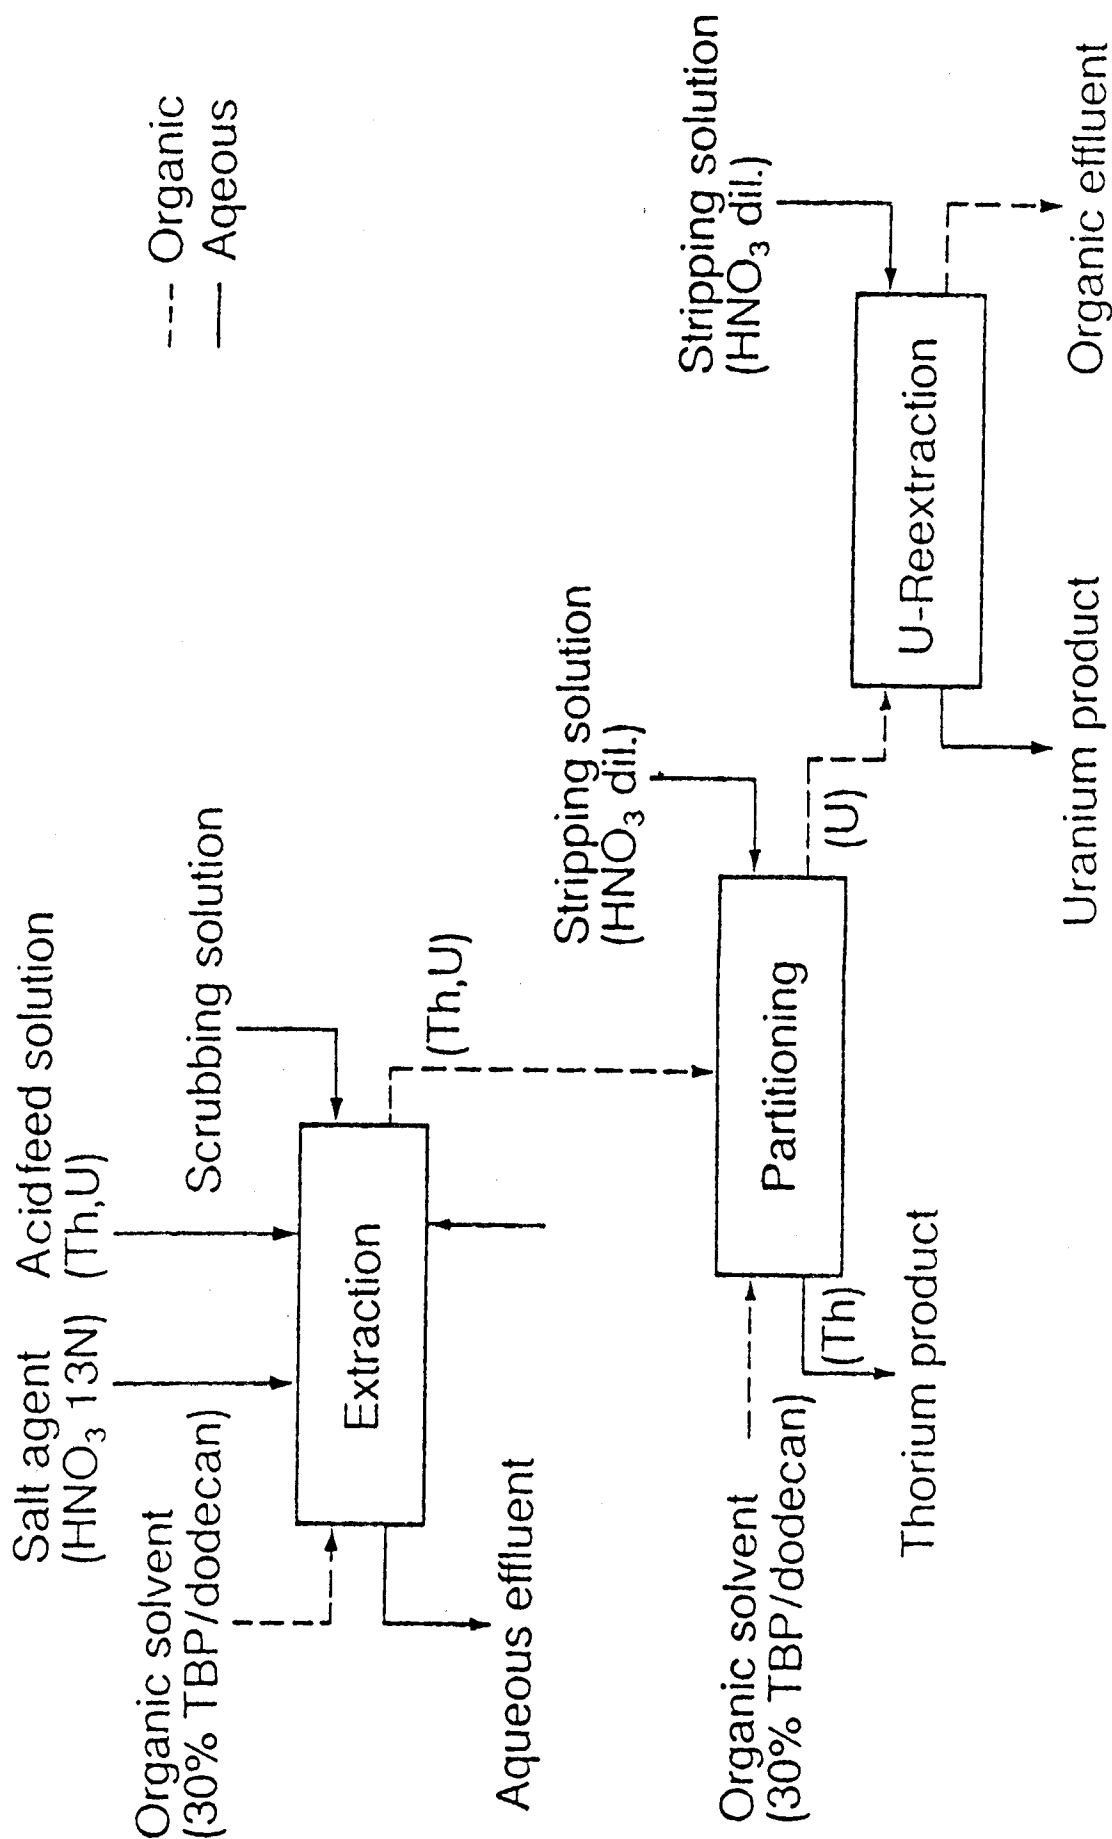 Salt agent
(HNO₃ 13N)
Acidfeed solution
(Th,U)
--- Organic
— Aqeous
Organic solvent
(30% TBP/dodecan)
Scrubbing solution
Extraction
(Th,U)
Aqueous effluent
Stripping solution
(HNO₃ dil.)
Stripping solution
(HNO₃ dil.)
Organic solvent
(30% TBP/dodecan)
Partitioning
(Th)
(U)
Thorium product
U-Reextraction
Uranium product
Organic effluent